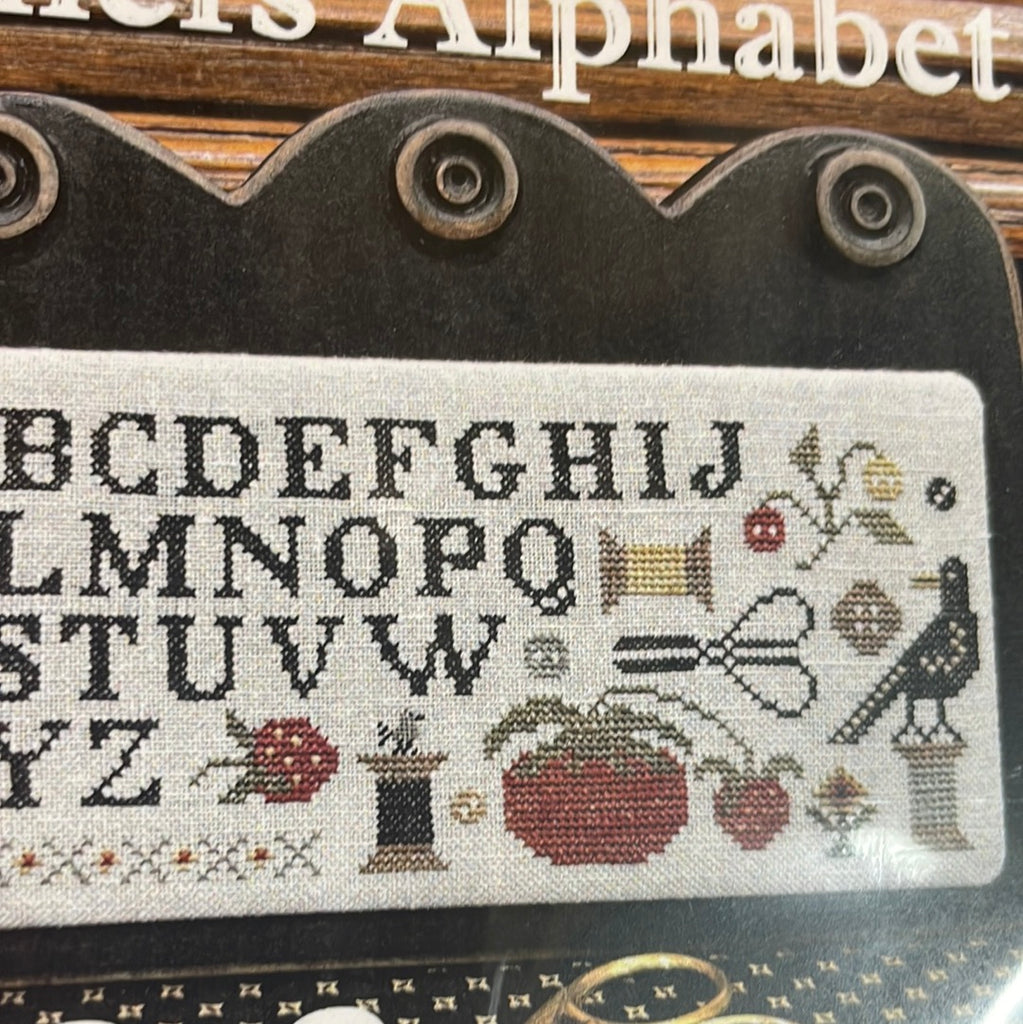 Alphabet
BCDEFGHIJ
LMNOPQ
STUVW
YZ